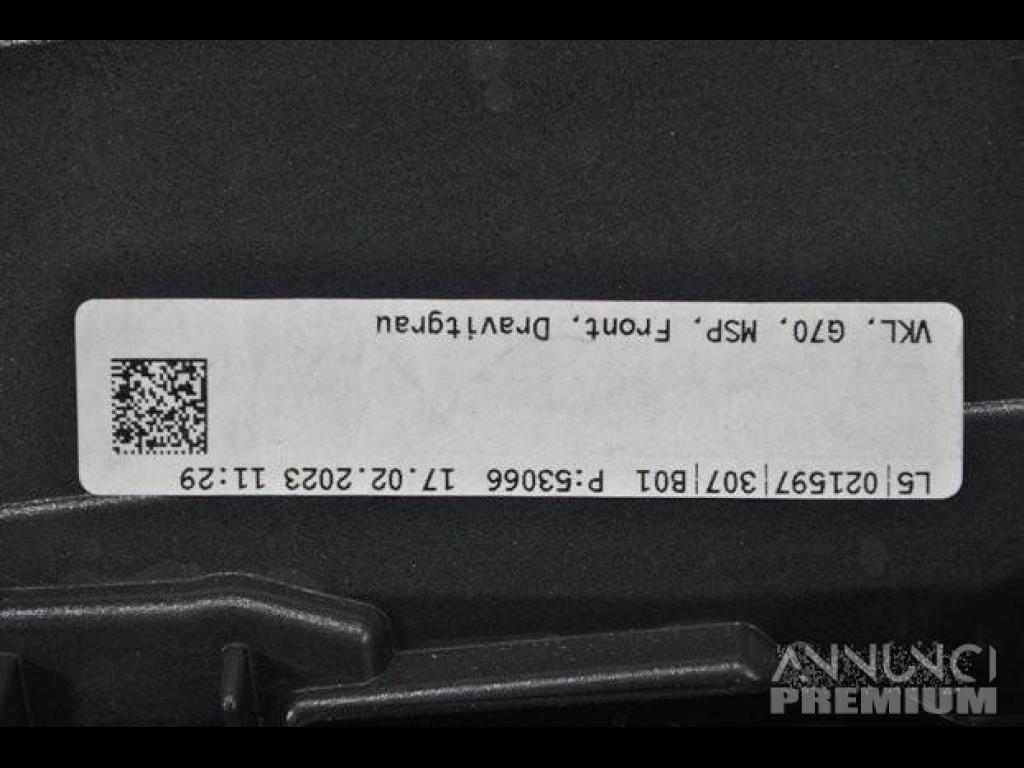 L5|021597|307|B01 P:53066 17.02.2023 11:29
VKL, G70, MSP, Front, Dravitgrau
ANNUNCI
PREMIUM